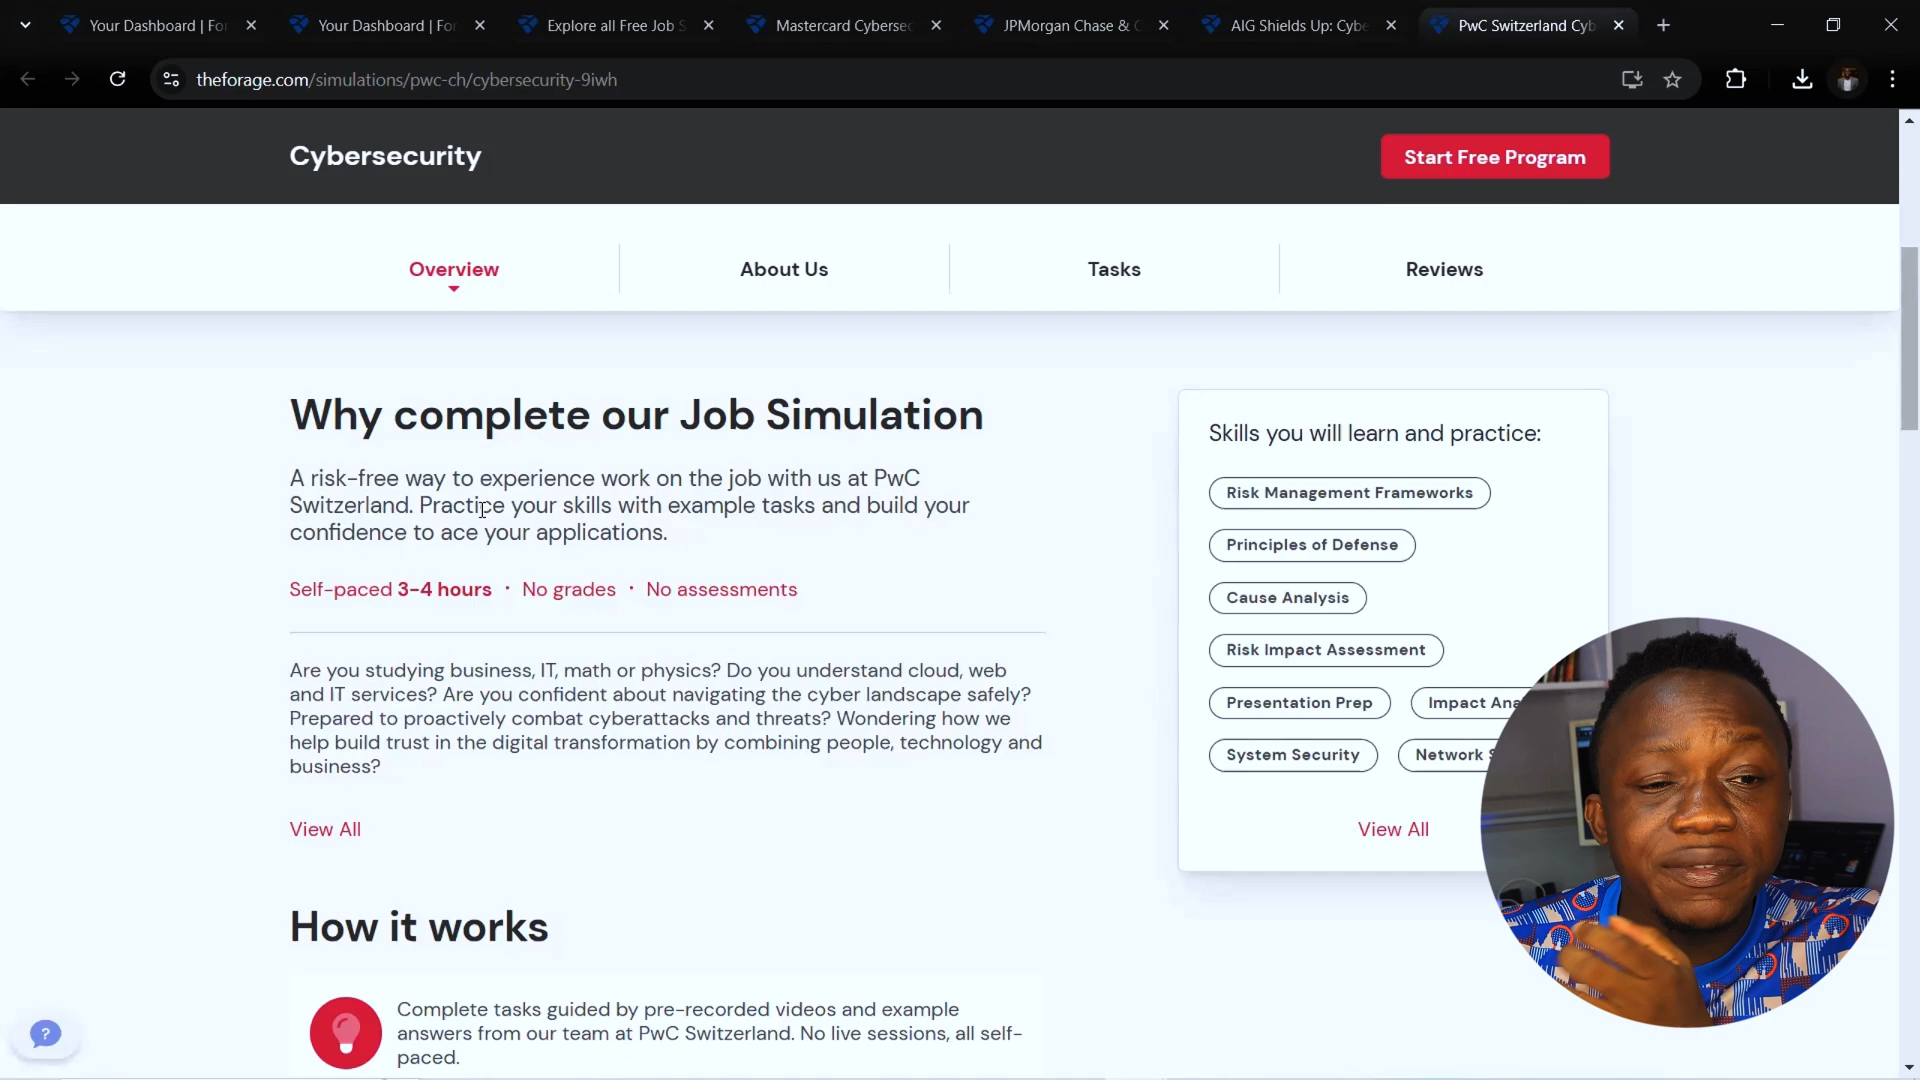 Your Dashboard | For
Your Dashboard | For
Explore all Free Job S
Mastercard Cybersec
JPMorgan Chase & C
AIG Shields Up: Cybe
PwC Switzerland Cyb
theforage.com/simulations/pwc-ch/cybersecurity-9iwh
Cybersecurity
Start Free Program
Overview
About Us
Tasks
Reviews
Why complete our Job Simulation
A risk-free way to experience work on the job with us at PwC
Switzerland. Practice your skills with example tasks and build your
confidence to ace your applications.
Self-paced 3-4 hours · No grades · No assessments
Are you studying business, IT, math or physics? Do you understand cloud, web
and IT services? Are you confident about navigating the cyber landscape safely?
Prepared to proactively combat cyberattacks and threats? Wondering how we
help build trust in the digital transformation by combining people, technology and
business?
View All
Skills you will learn and practice:
Risk Management Frameworks
Principles of Defense
Cause Analysis
Risk Impact Assessment
Presentation Prep
Impact Ana
System Security
Network S
View All
How it works
Complete tasks guided by pre-recorded videos and example
answers from our team at PwC Switzerland. No live sessions, all self-
paced.
?